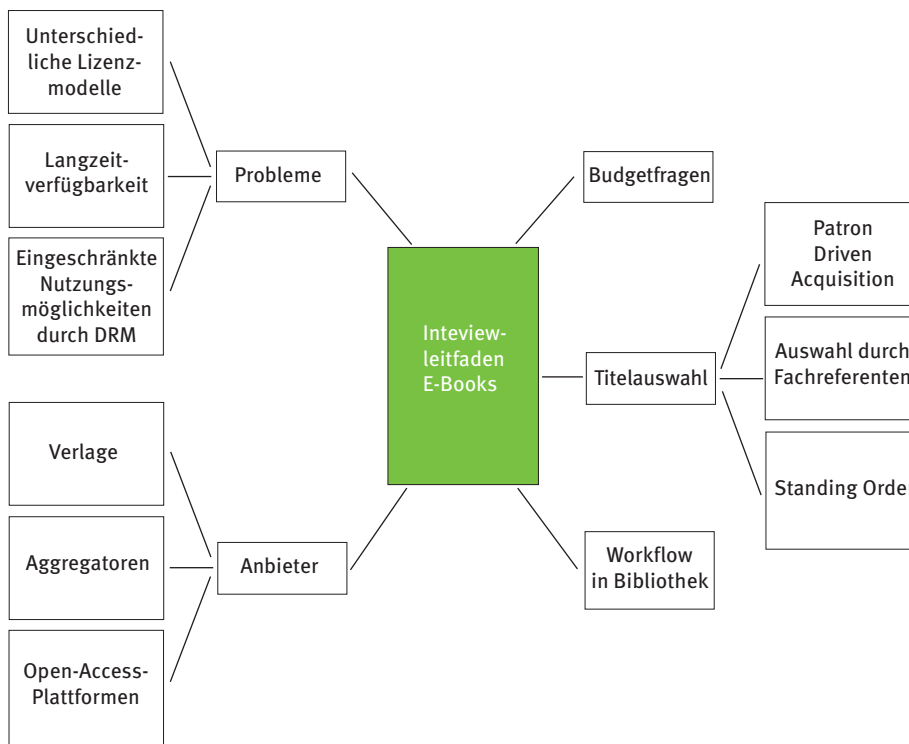 Unterschied-
liche Lizenz-
modelle
Langzeit-
verfügbarkeit
Eingeschränkte
Nutzungs-
möglichkeiten
durch DRM
Probleme
Verlage
Aggregatoren
Open-Access-
Plattformen
Anbieter
Inteview-
leitfaden
E-Books
Budgetfragen
Titelauswahl
Patron
Driven
Acquisition
Auswahl durch
Fachreferenten
Standing Orde
Workflow
in Bibliothek